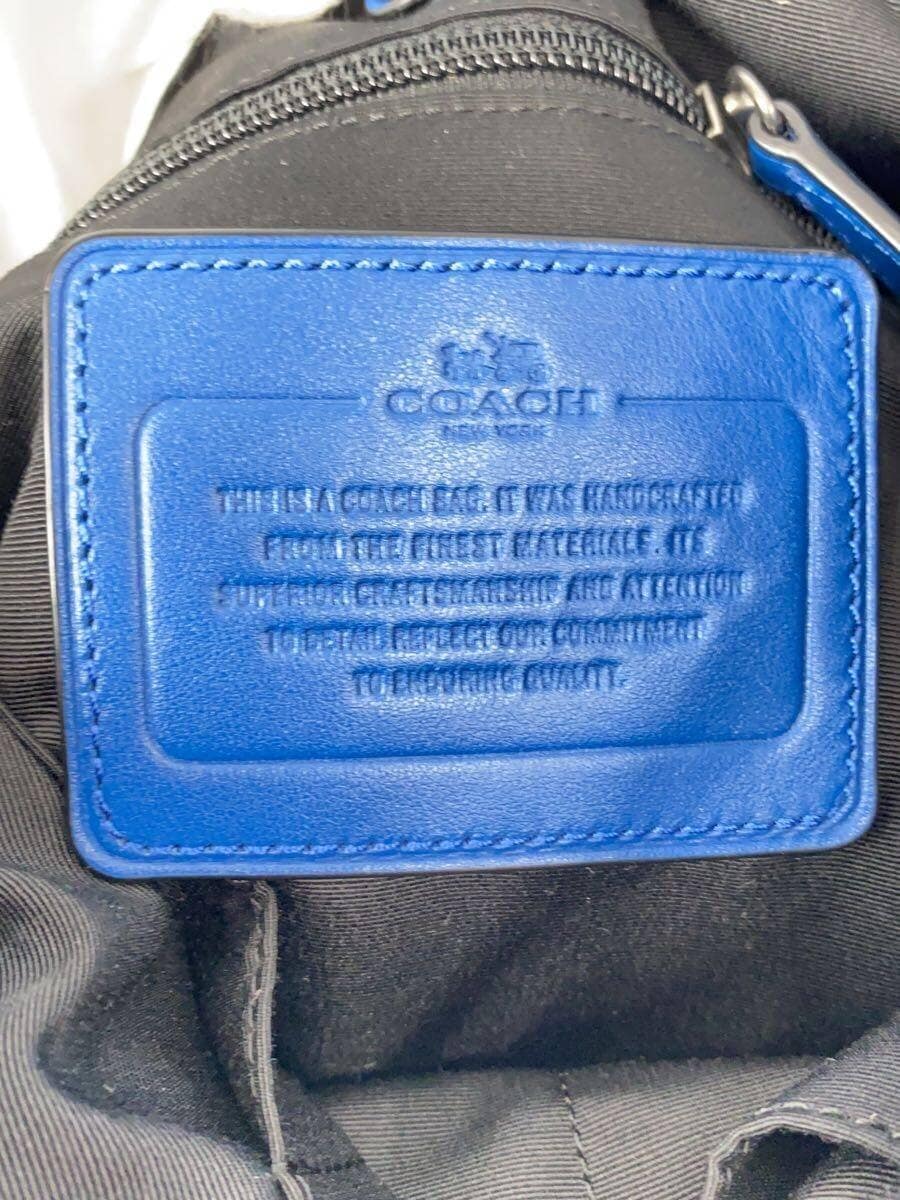 COACH
NEW YORK
THIS IS A COACH BAG. IT WAS HANDCRAFTED
FROM THE FINEST MATERIALS. ITS
SUPERIOR CRAFTSMANSHIP AND ATTENTION
TO DETAIL REFLECT OUR COMMITMENT
TO ENDURING QUALITY.